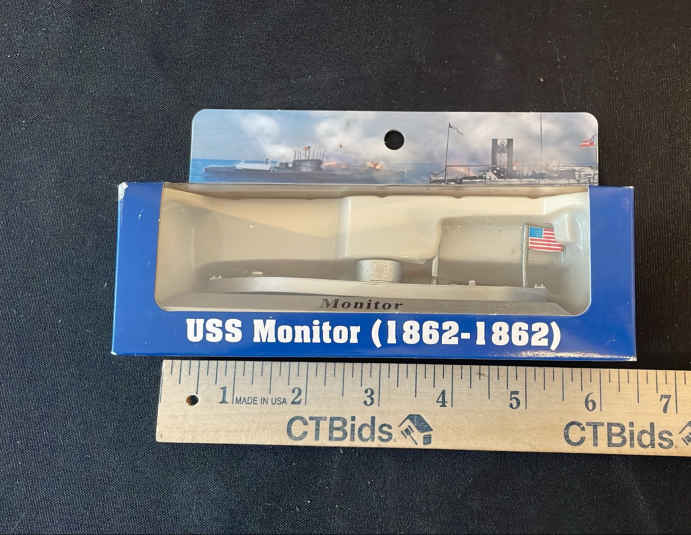 Monitor
USS Monitor (1862-1862)
1 MADE IN USA 2 3 4 5 6 7
CTBids. CTBids.